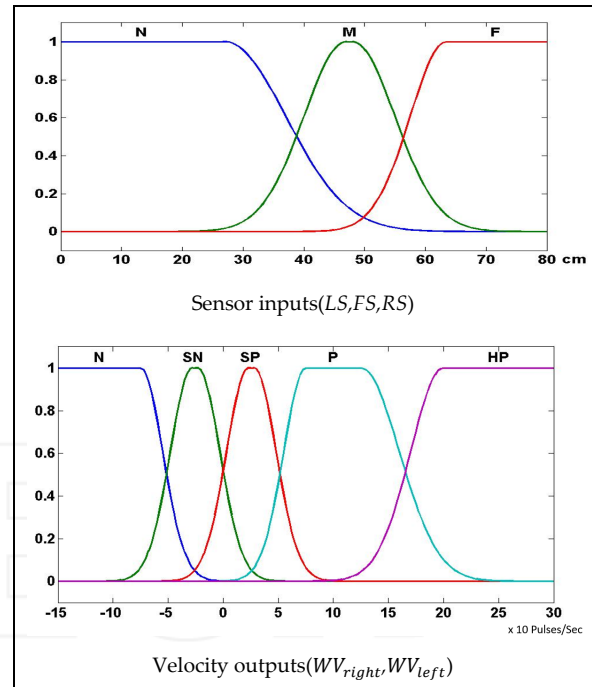 N M F
1
0.8
0.6
0.4
0.2
0
0 10 20 30 40 50 60 70 80 cm
Sensor inputs(LS,FS,RS)
N SN SP P HP
1
0.8
0.6
0.4
0.2
0
-15 -10 -5 0 5 10 15 20 25 30
x 10 Pulses/Sec
Velocity outputs(WV_right,WV_left)